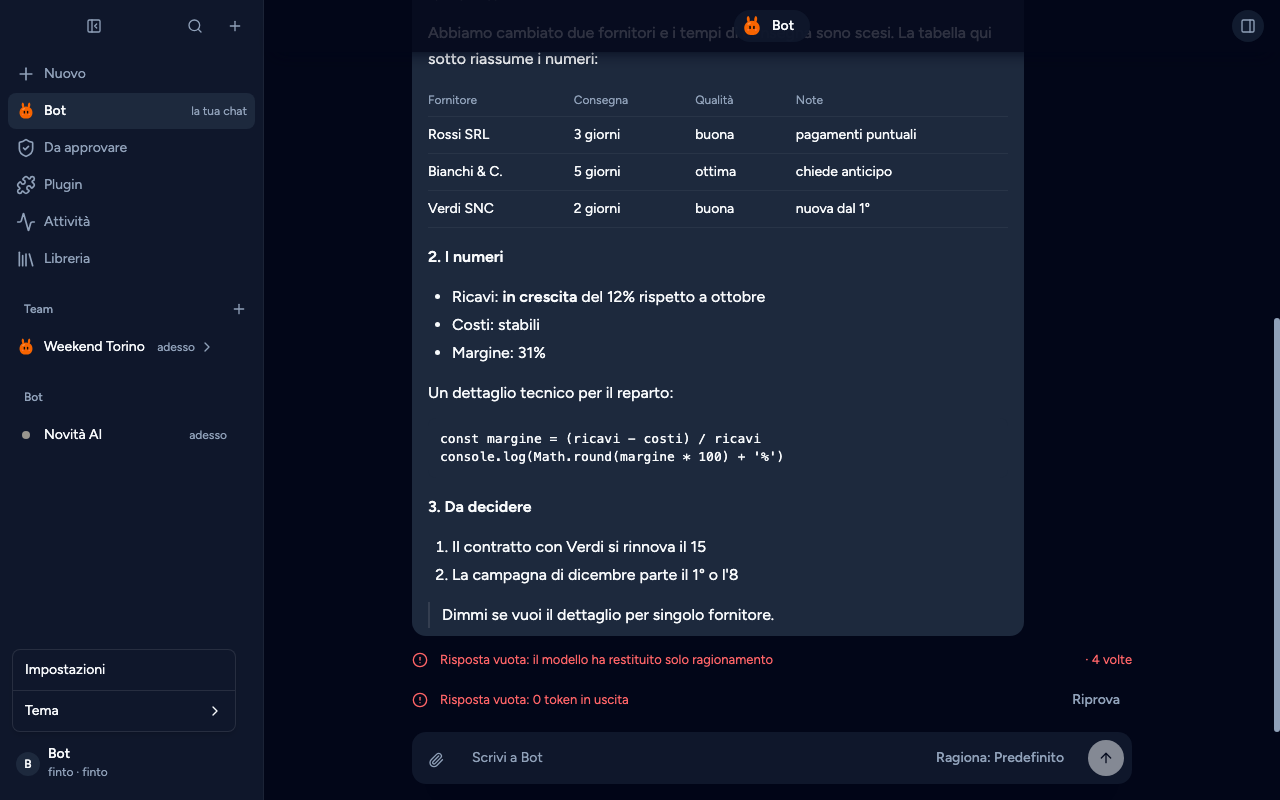 Nuovo
Bot la tua chat
Da approvare
Plugin
Attività
Libreria
Team
Weekend Torino adesso
Bot
Novità AI adesso
Impostazioni
Tema
B
Bot
finto · finto
Bot
Abbiamo cambiato due fornitori e i tempi di sono scesi. La tabella qui
sotto riassume i numeri:
Fornitore Consegna Qualità Note
Rossi SRL 3 giorni buona pagamenti puntuali
Bianchi & C. 5 giorni ottima chiede anticipo
Verdi SNC 2 giorni buona nuova dal 1°
2. I numeri
• Ricavi: in crescita del 12% rispetto a ottobre
• Costi: stabili
• Margine: 31%
Un dettaglio tecnico per il reparto:
const margine = (ricavi - costi) / ricavi
console.log(Math.round(margine * 100) + '%')
3. Da decidere
1. Il contratto con Verdi si rinnova il 15
2. La campagna di dicembre parte il 1° o l'8
Dimmi se vuoi il dettaglio per singolo fornitore.
Risposta vuota: il modello ha restituito solo ragionamento · 4 volte
Risposta vuota: 0 token in uscita Riprova
Scrivi a Bot Ragiona: Predefinito